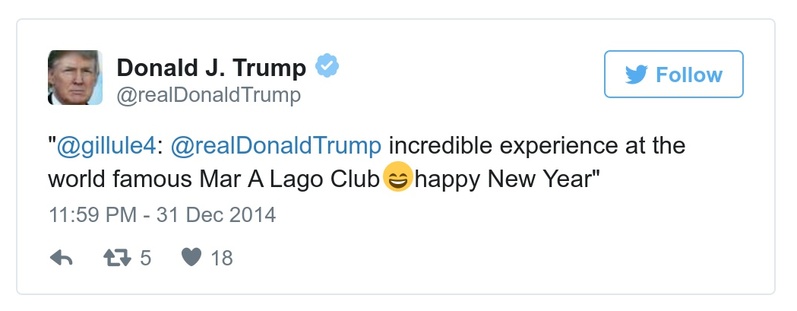 Donald J. Trump
Follow
@realDonaldTrump
"@gillule4: @realDonaldTrump incredible experience at the
world famous Mar A Lago Club😄happy New Year"
11:59 PM - 31 Dec 2014
5 18